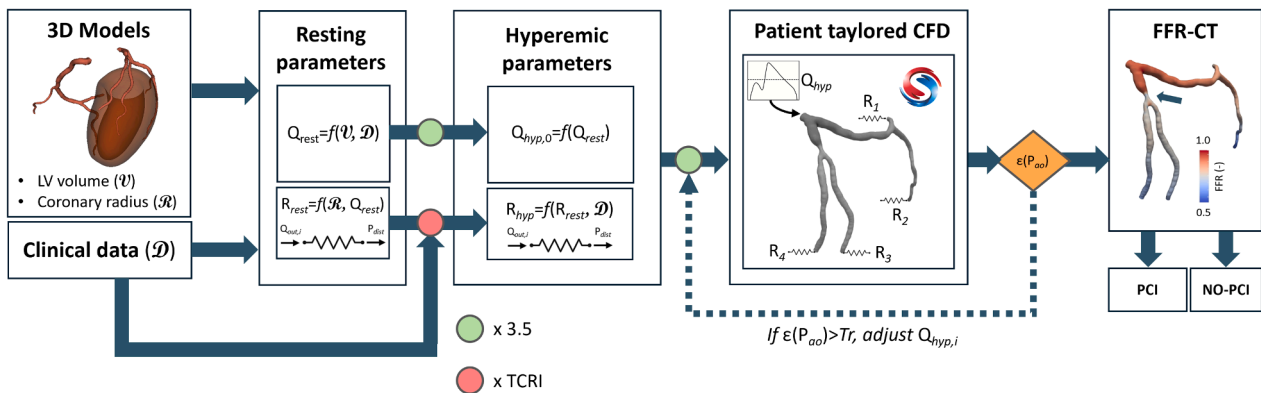 3D Models
• LV volume (𝒱)
• Coronary radius (ℛ)
Clinical data (𝒟)
Resting
parameters
Q_rest=f(𝒱, 𝒟)
R_rest=f(ℛ, Q_rest)
Q_out,i
P_dist
Hyperemic
parameters
Q_hyp,0=f(Q_rest)
R_hyp=f(R_rest, 𝒟)
Q_out,i
P_dist
x 3.5
x TCRI
Patient taylored CFD
Q_hyp
R_1
R_2
R_4
R_3
ε(P_ao)
If ε(P_ao)>Tr, adjust Q_hyp,i
FFR-CT
1.0
FFR (-)
0.5
PCI
NO-PCI